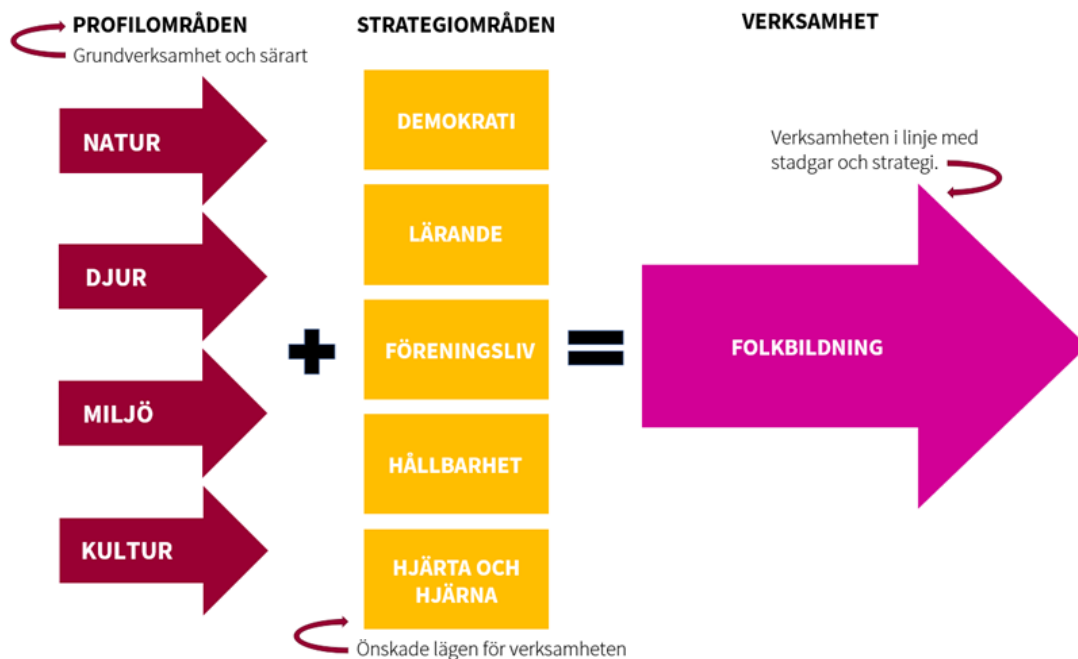 PROFILOMRÅDEN
Grundverksamhet och särart
NATUR
DJUR
MILJÖ
KULTUR
STRATEGIOMRÅDEN
DEMOKRATI
LÄRANDE
FÖRENINGSLIV
HÅLLBARHET
HJÄRTA OCH
HJÄRNA
Önskade lägen för verksamheten
VERKSAMHET
Verksamheten i linje med
stadgar och strategi.
FOLKBILDNING